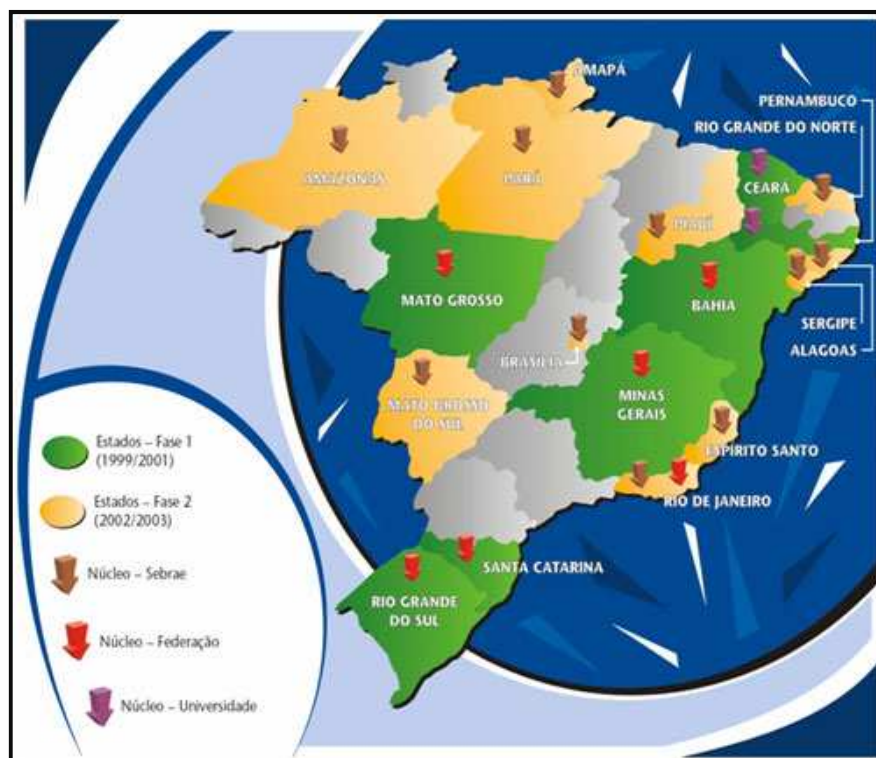 AMAPÁ
PERNAMBUCO
RIO GRANDE DO NORTE
AMAZONAS
PARÁ
CEARÁ
PIAUÍ
MATO GROSSO
BAHIA
SERGIPE
ALAGOAS
BRASÍLIA
MINAS
GERAIS
MATO GROSSO
DO SUL
ESPÍRITO SANTO
RIO DE JANEIRO
SANTA CATARINA
RIO GRANDE
DO SUL
Estados – Fase 1
(1999/2001)
Estados – Fase 2
(2002/2003)
Núcleo – Sebrae
Núcleo – Federação
Núcleo – Universidade